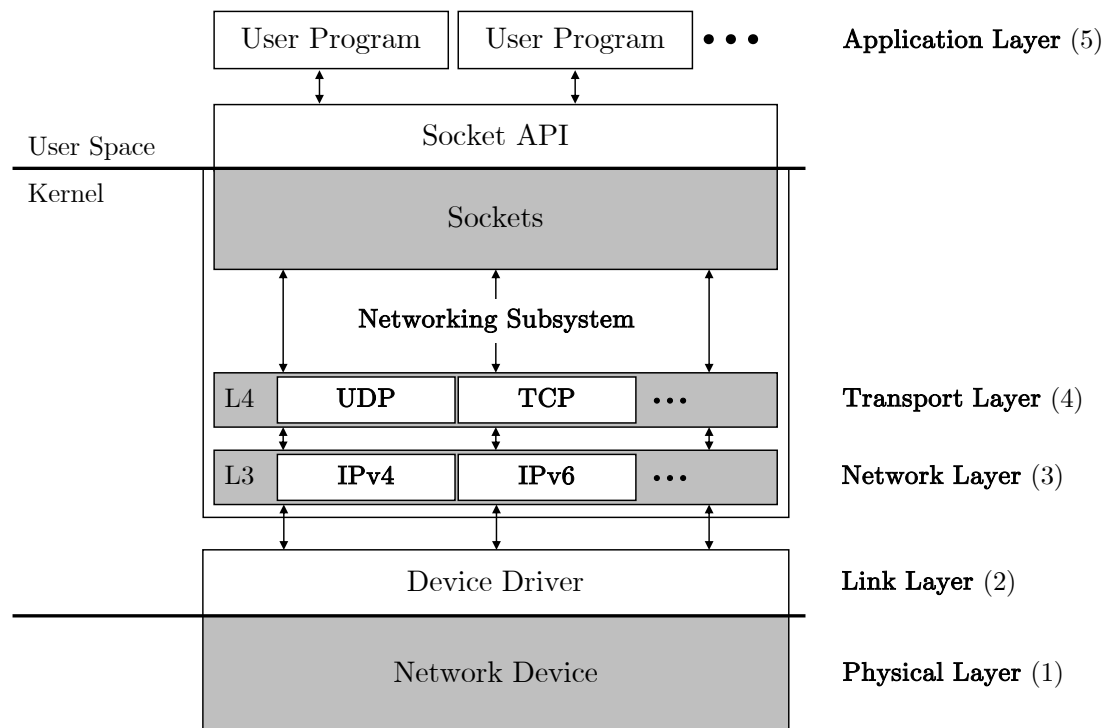 User Program User Program ••• Application Layer (5)
Socket API
User Space
Kernel
Sockets
Networking Subsystem
L4 UDP TCP ••• Transport Layer (4)
L3 IPv4 IPv6 ••• Network Layer (3)
Device Driver Link Layer (2)
Network Device Physical Layer (1)